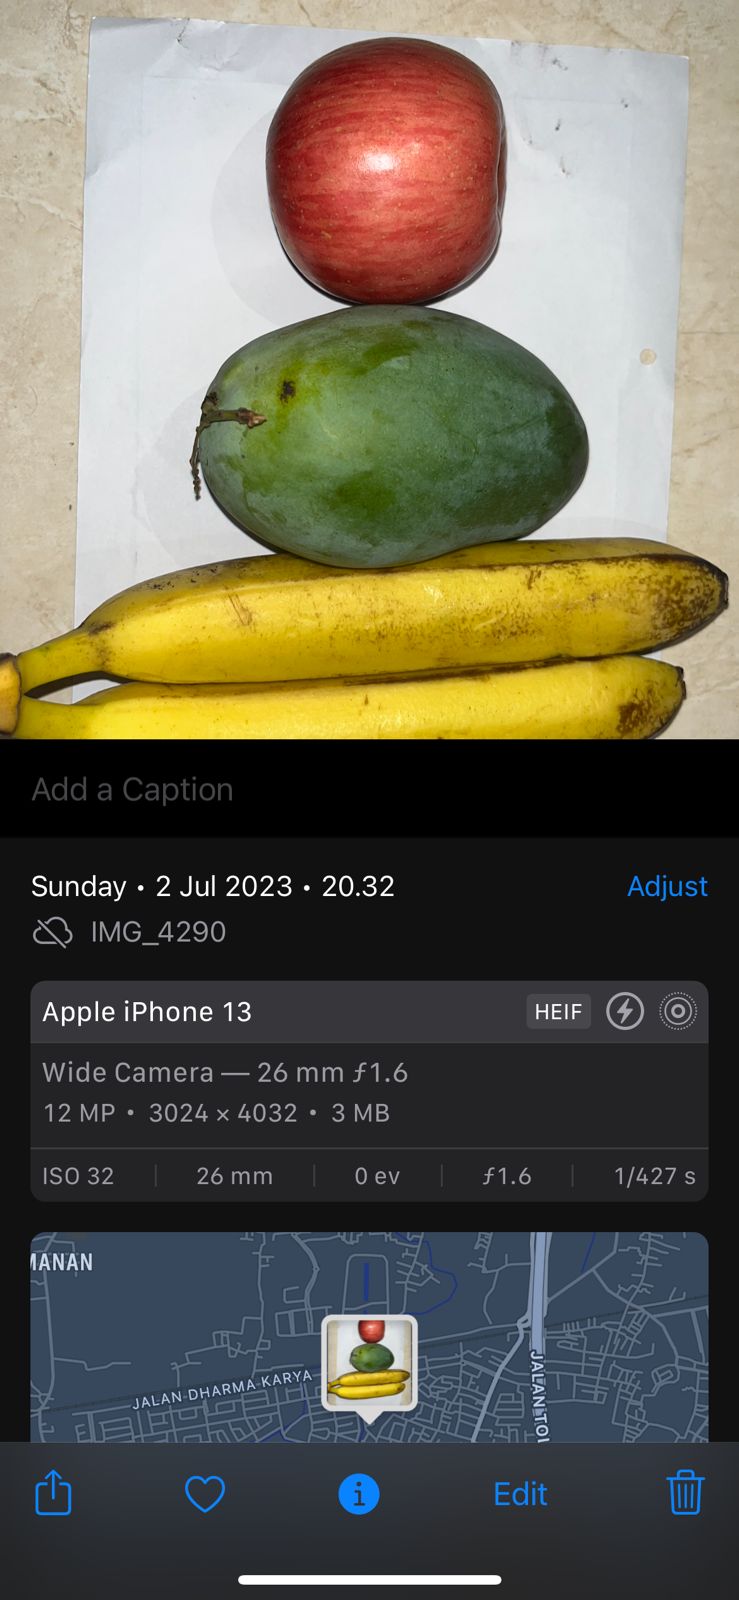 Add a Caption
Sunday • 2 Jul 2023 • 20.32
Adjust
IMG_4290
Apple iPhone 13
HEIF
Wide Camera — 26 mm ƒ1.6
12 MP • 3024 × 4032 • 3 MB
ISO 32
26 mm
0 ev
ƒ1.6
1/427 s
JALAN DHARMA KARYA
JALAN
Edit